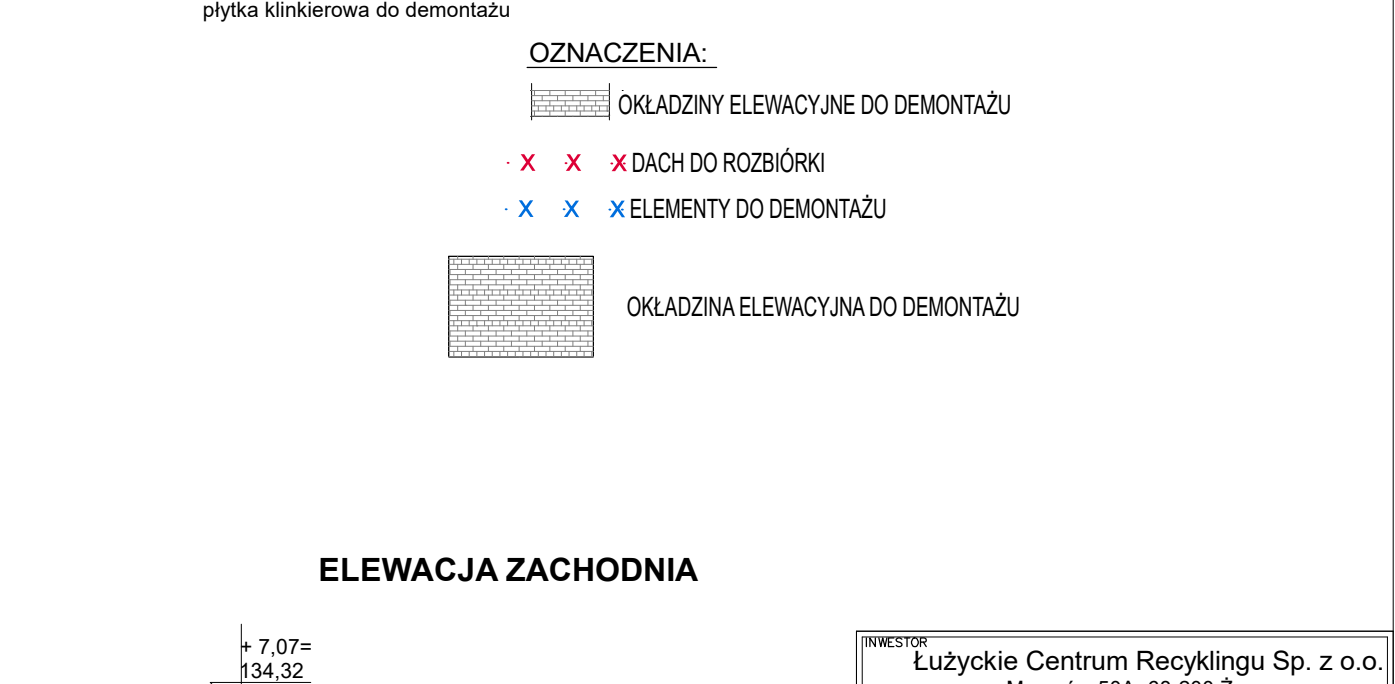 płytka klinkierowa do demontażu
OZNACZENIA:
OKŁADZINY ELEWACYJNE DO DEMONTAŻU
X X X DACH DO ROZBIÓRKI
X X X ELEMENTY DO DEMONTAŻU
OKŁADZINA ELEWACYJNA DO DEMONTAŻU
ELEWACJA ZACHODNIA
+ 7,07=
134,32
INWESTOR
Łużyckie Centrum Recyklingu Sp. z o.o.